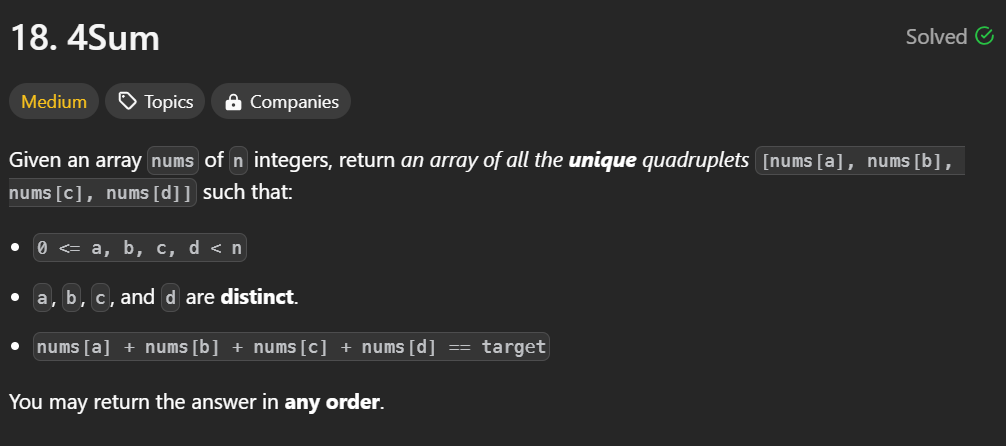 18. 4Sum
Solved
Medium
Topics
Companies
Given an array nums of n integers, return an array of all the unique quadruplets [nums[a], nums[b],
nums[c], nums[d]] such that:
• 0 <= a, b, c, d < n
• a, b, c, and d are distinct.
• nums[a] + nums[b] + nums[c] + nums[d] == target
You may return the answer in any order.